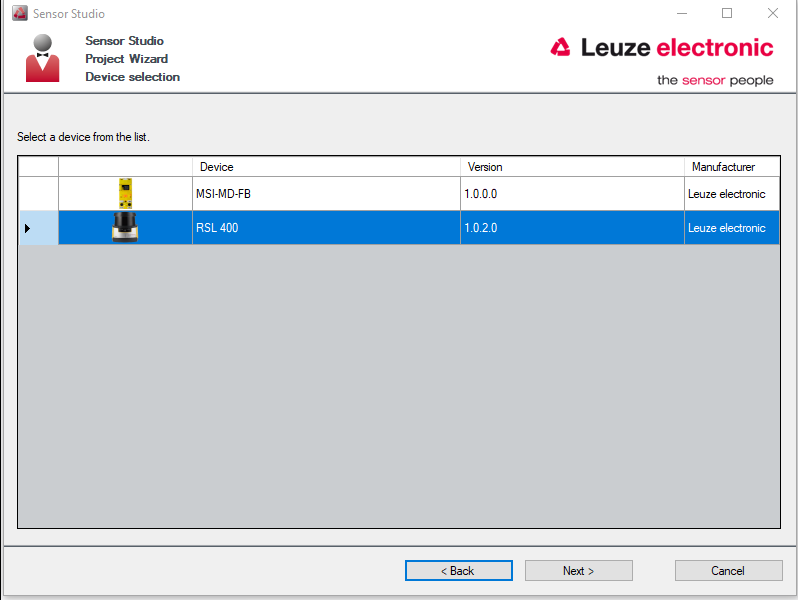 Sensor Studio
Sensor Studio
Project Wizard
Device selection
Leuze electronic
the sensor people
Select a device from the list.
Device Version Manufacturer
MSI-MD-FB 1.0.0.0 Leuze electronic
RSL 400 1.0.2.0 Leuze electronic
< Back Next > Cancel